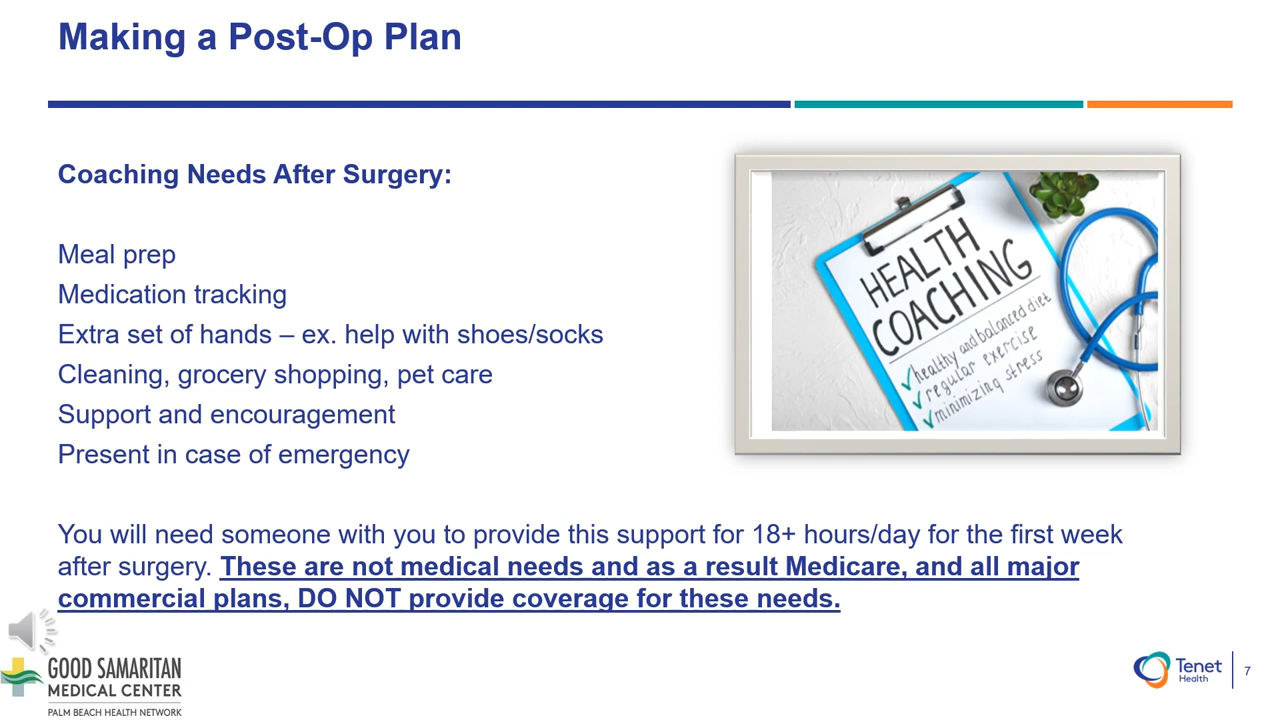 Making a Post-Op Plan
Coaching Needs After Surgery:
Meal prep
Medication tracking
Extra set of hands – ex. help with shoes/socks
Cleaning, grocery shopping, pet care
Support and encouragement
Present in case of emergency
HEALTH
COACHING
✓healthy and balanced diet
✓regular exercise
✓minimizing stress
You will need someone with you to provide this support for 18+ hours/day for the first week
after surgery. These are not medical needs and as a result Medicare, and all major
commercial plans, DO NOT provide coverage for these needs.
GOOD SAMARITAN
MEDICAL CENTER
PALM BEACH HEALTH NETWORK
Tenet
Health
7